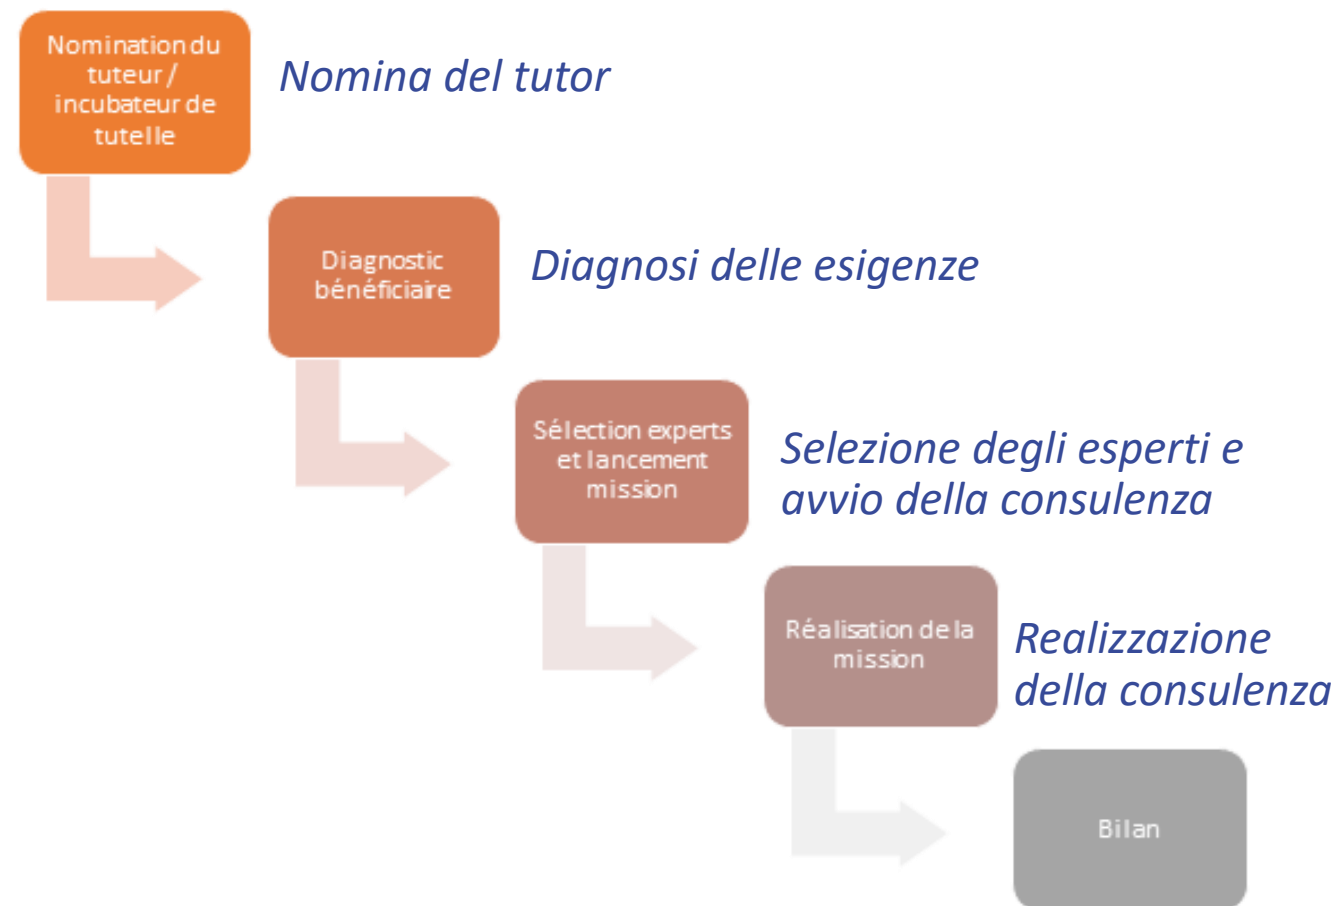 Nomination du
tuteur /
incubateur de
tutelle
Nomina del tutor
Diagnostic
bénéficiaire
Diagnosi delle esigenze
Sélection experts
et lancement
mission
Selezione degli esperti e
avvio della consulenza
Réalisation de la
mission
Realizzazione
della consulenza
Bilan